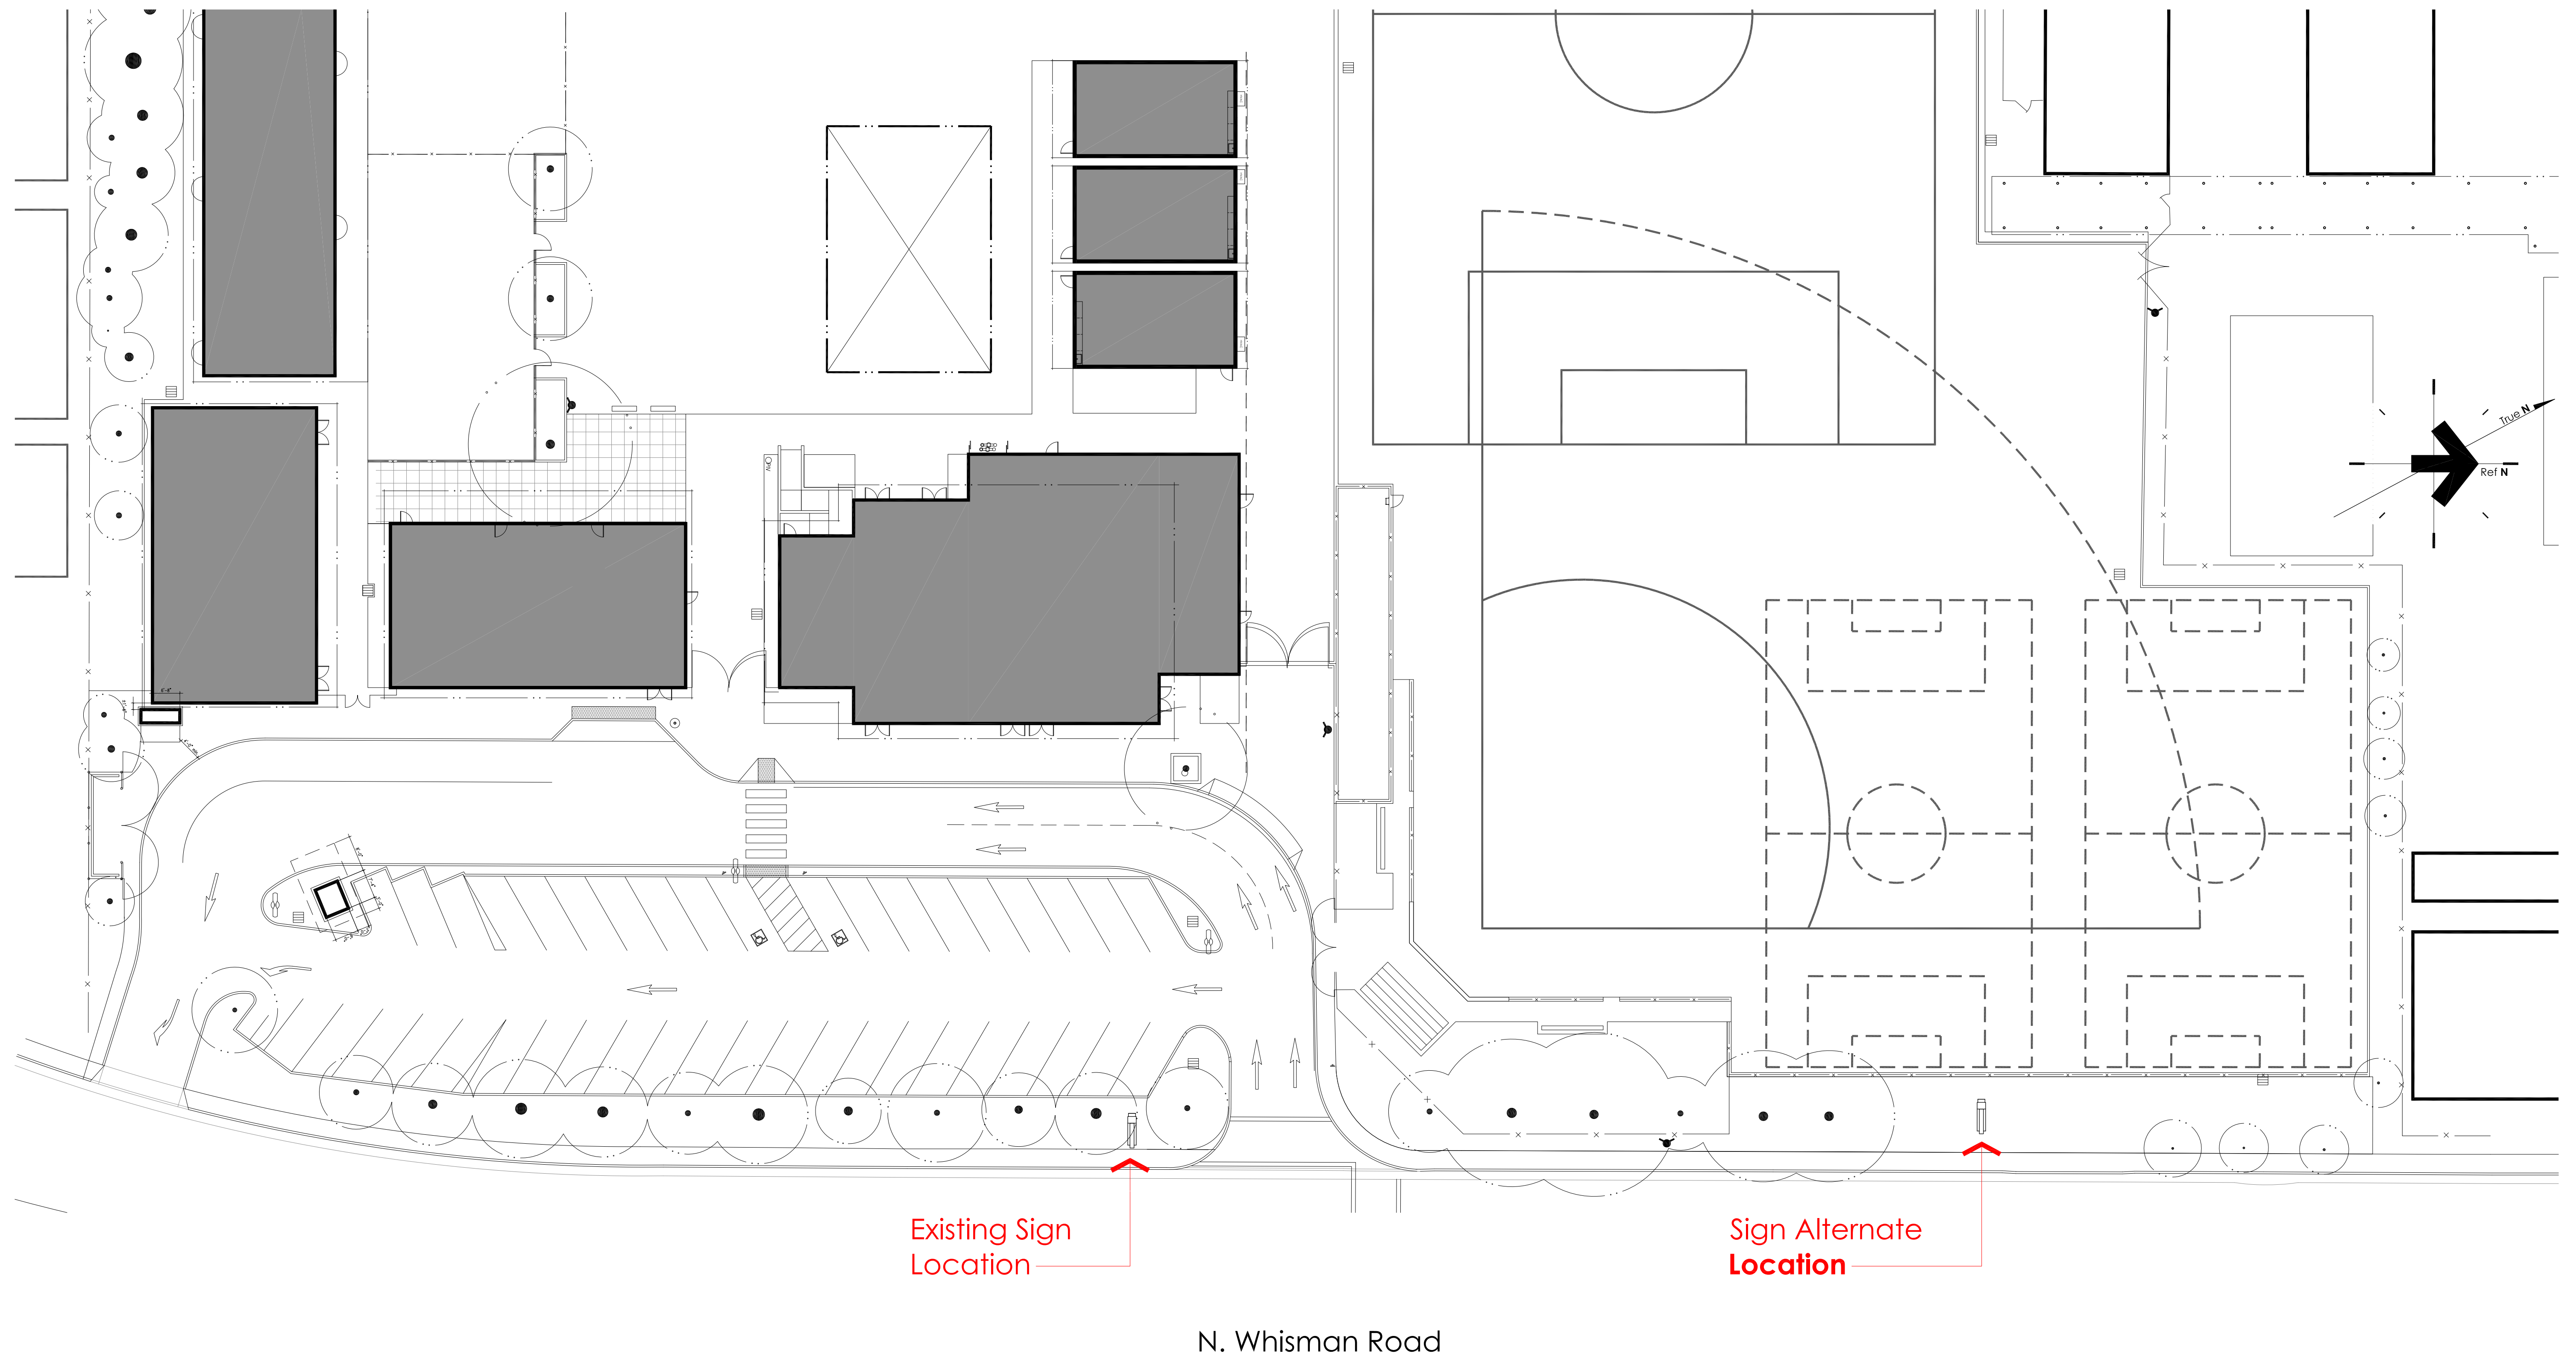 True N
Ref N
Existing Sign
Location
Sign Alternate
Location
N. Whisman Road